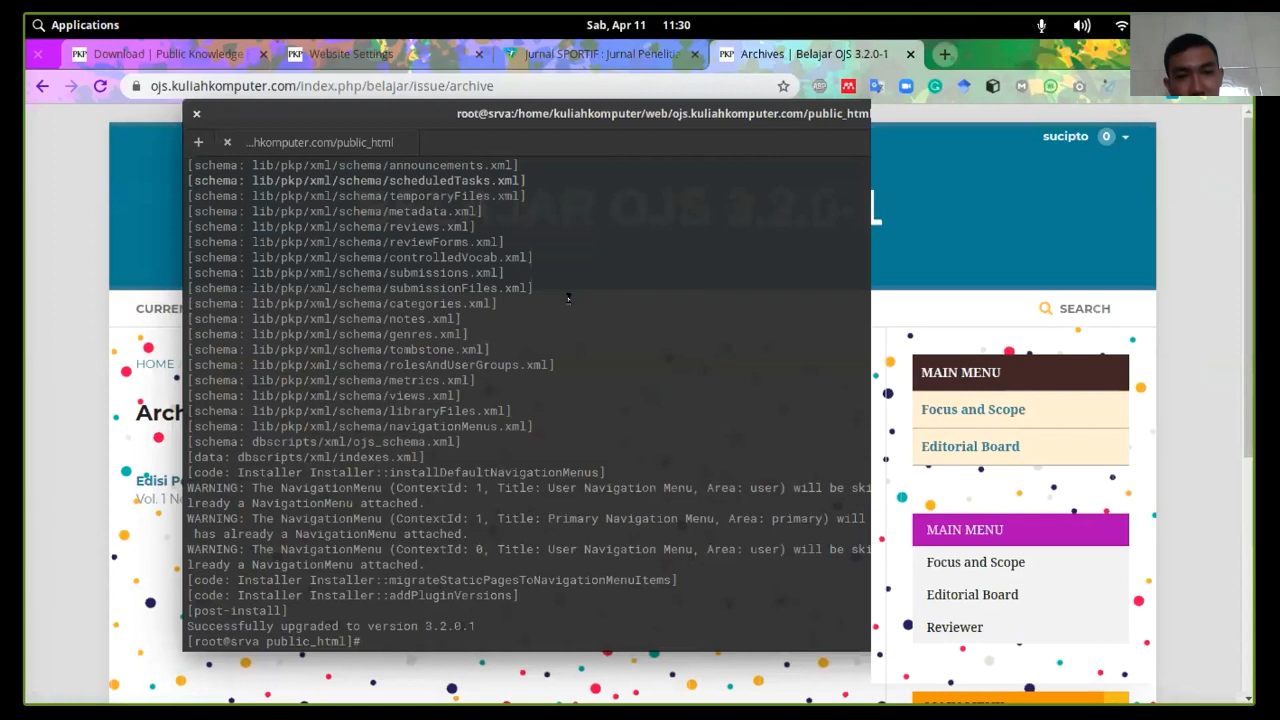 Applications
Sab, Apr 11 11:30
Download | Public Knowledge
Website Settings
Jurnal SPORTIF : Jurnal Peneliti
Archives | Belajar OJS 3.2.0-1
ojs.kuliahkomputer.com/index.php/belajar/issue/archive
root@srva:/home/kuliahkomputer/web/ojs.kuliahkomputer.com/public_html
...hkomputer.com/public_html
sucipto 0
[schema: lib/pkp/xml/schema/announcements.xml]
[schema: lib/pkp/xml/schema/scheduledTasks.xml]
[schema: lib/pkp/xml/schema/temporaryFiles.xml]
[schema: lib/pkp/xml/schema/metadata.xml]
[schema: lib/pkp/xml/schema/reviews.xml]
[schema: lib/pkp/xml/schema/reviewForms.xml]
[schema: lib/pkp/xml/schema/controlledVocab.xml]
[schema: lib/pkp/xml/schema/submissions.xml]
[schema: lib/pkp/xml/schema/submissionFiles.xml]
[schema: lib/pkp/xml/schema/categories.xml]
[schema: lib/pkp/xml/schema/notes.xml]
[schema: lib/pkp/xml/schema/genres.xml]
[schema: lib/pkp/xml/schema/tombstone.xml]
[schema: lib/pkp/xml/schema/rolesAndUserGroups.xml]
[schema: lib/pkp/xml/schema/metrics.xml]
[schema: lib/pkp/xml/schema/views.xml]
[schema: lib/pkp/xml/schema/libraryFiles.xml]
[schema: lib/pkp/xml/schema/navigationMenus.xml]
[schema: dbscripts/xml/ojs_schema.xml]
[data: dbscripts/xml/indexes.xml]
[code: Installer Installer::installDefaultNavigationMenus]
WARNING: The NavigationMenu (ContextId: 1, Title: User Navigation Menu, Area: user) will be ski
lready a NavigationMenu attached.
WARNING: The NavigationMenu (ContextId: 1, Title: Primary Navigation Menu, Area: primary) will
has already a NavigationMenu attached.
WARNING: The NavigationMenu (ContextId: 0, Title: User Navigation Menu, Area: user) will be ski
lready a NavigationMenu attached.
[code: Installer Installer::migrateStaticPagesToNavigationMenuItems]
[code: Installer Installer::addPluginVersions]
[post-install]
Successfully upgraded to version 3.2.0.1
[root@srva public_html]#
JAR OJS 3.2.0-
CURREN
SEARCH
HOME
Arch
Edisi Pe
Vol. 1 No
MAIN MENU
Focus and Scope
Editorial Board
MAIN MENU
Focus and Scope
Editorial Board
Reviewer